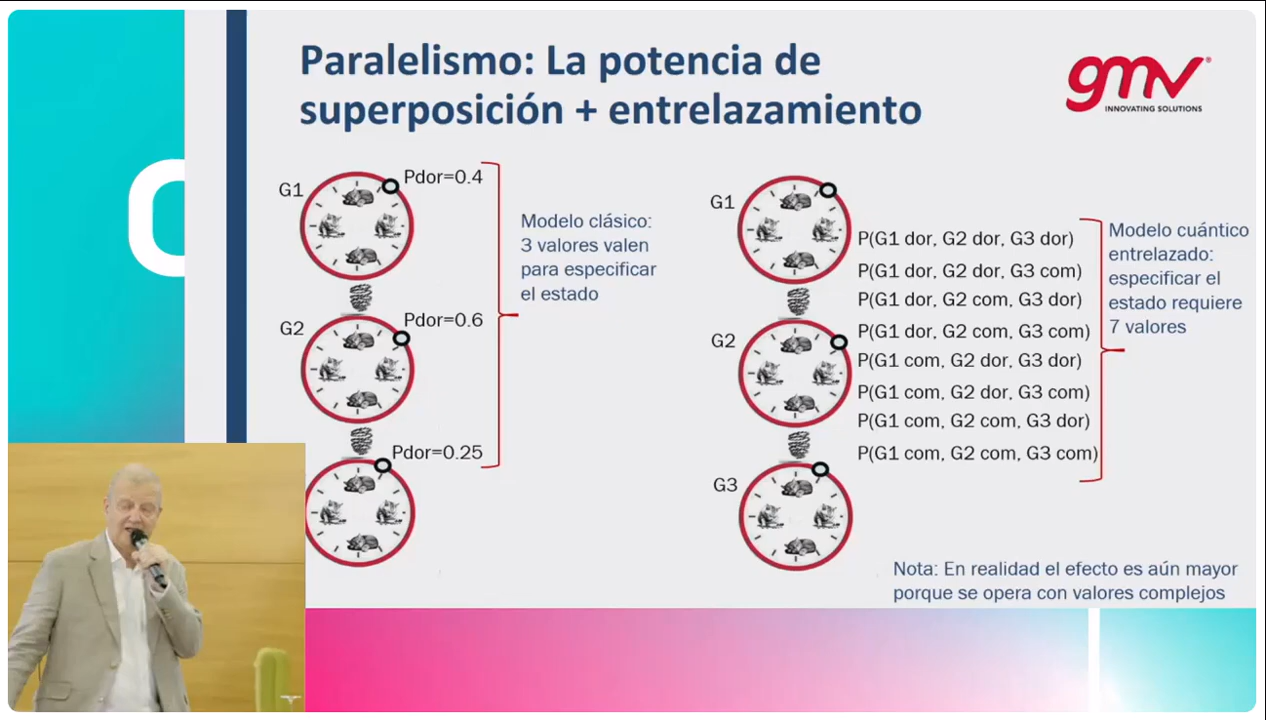 Paralelismo: La potencia de
superposición + entrelazamiento
gmv®
INNOVATING SOLUTIONS
G1
Pdor=0.4
G2
Pdor=0.6
Pdor=0.25
Modelo clásico:
3 valores valen
para especificar
el estado
G1
G2
G3
P(G1 dor, G2 dor, G3 dor)
P(G1 dor, G2 dor, G3 com)
P(G1 dor, G2 com, G3 dor)
P(G1 dor, G2 com, G3 com)
P(G1 com, G2 dor, G3 dor)
P(G1 com, G2 dor, G3 com)
P(G1 com, G2 com, G3 dor)
P(G1 com, G2 com, G3 com)
Modelo cuántico
entrelazado:
especificar el
estado requiere
7 valores
Nota: En realidad el efecto es aún mayor
porque se opera con valores complejos